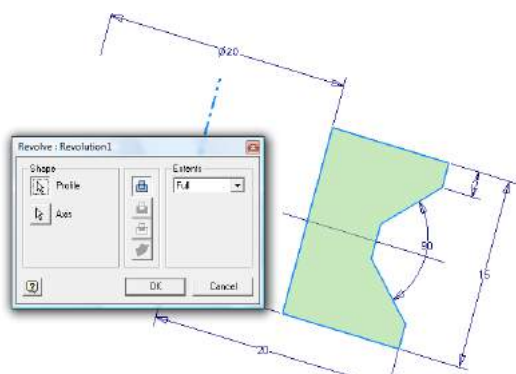 Ø20
Revolve : Revolution1
Shape
Profile
Axis
Extents
Full
OK
Cancel
90
15
20